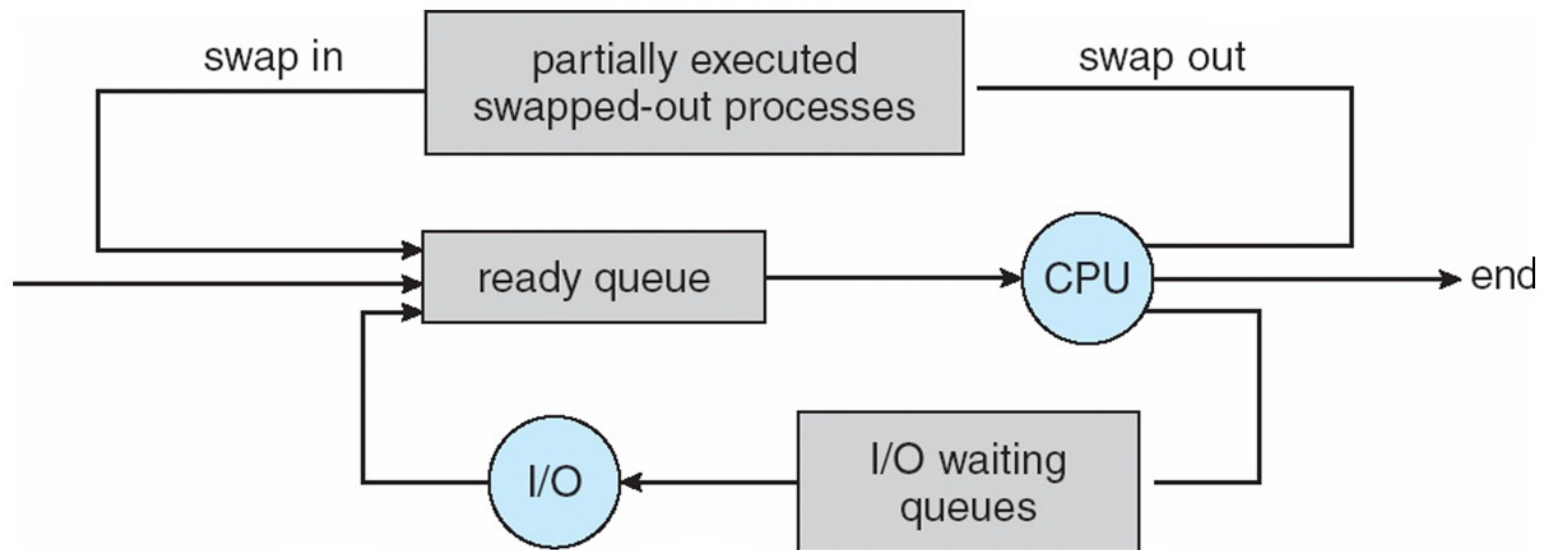 swap in
partially executed
swapped-out processes
swap out
ready queue
CPU
end
I/O
I/O waiting
queues